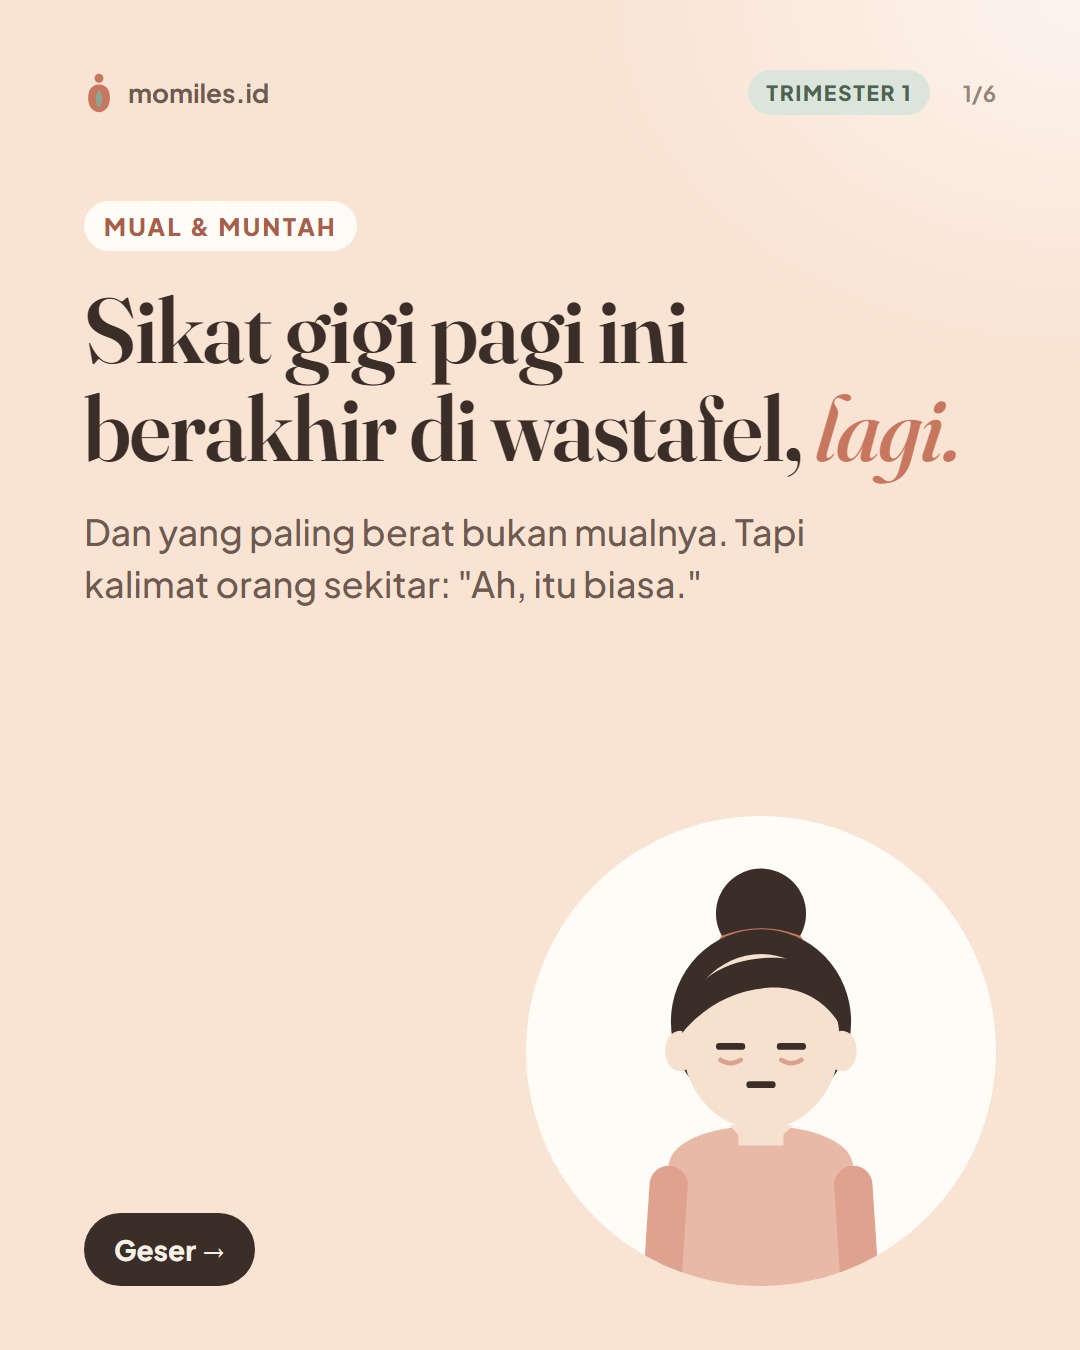 momiles.id
TRIMESTER 1
1/6
MUAL & MUNTAH
Sikat gigi pagi ini
berakhir di wastafel, lagi.
Dan yang paling berat bukan mualnya. Tapi
kalimat orang sekitar: "Ah, itu biasa."
Geser →